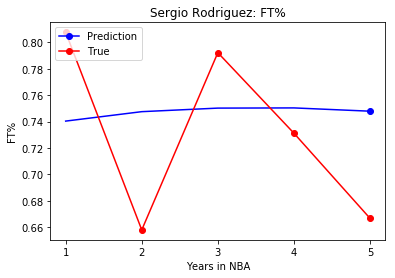 Sergio Rodriguez: FT%
Prediction
True
0.80
0.78
0.76
0.74
0.72
0.70
0.68
0.66
FT%
1 2 3 4 5
Years in NBA